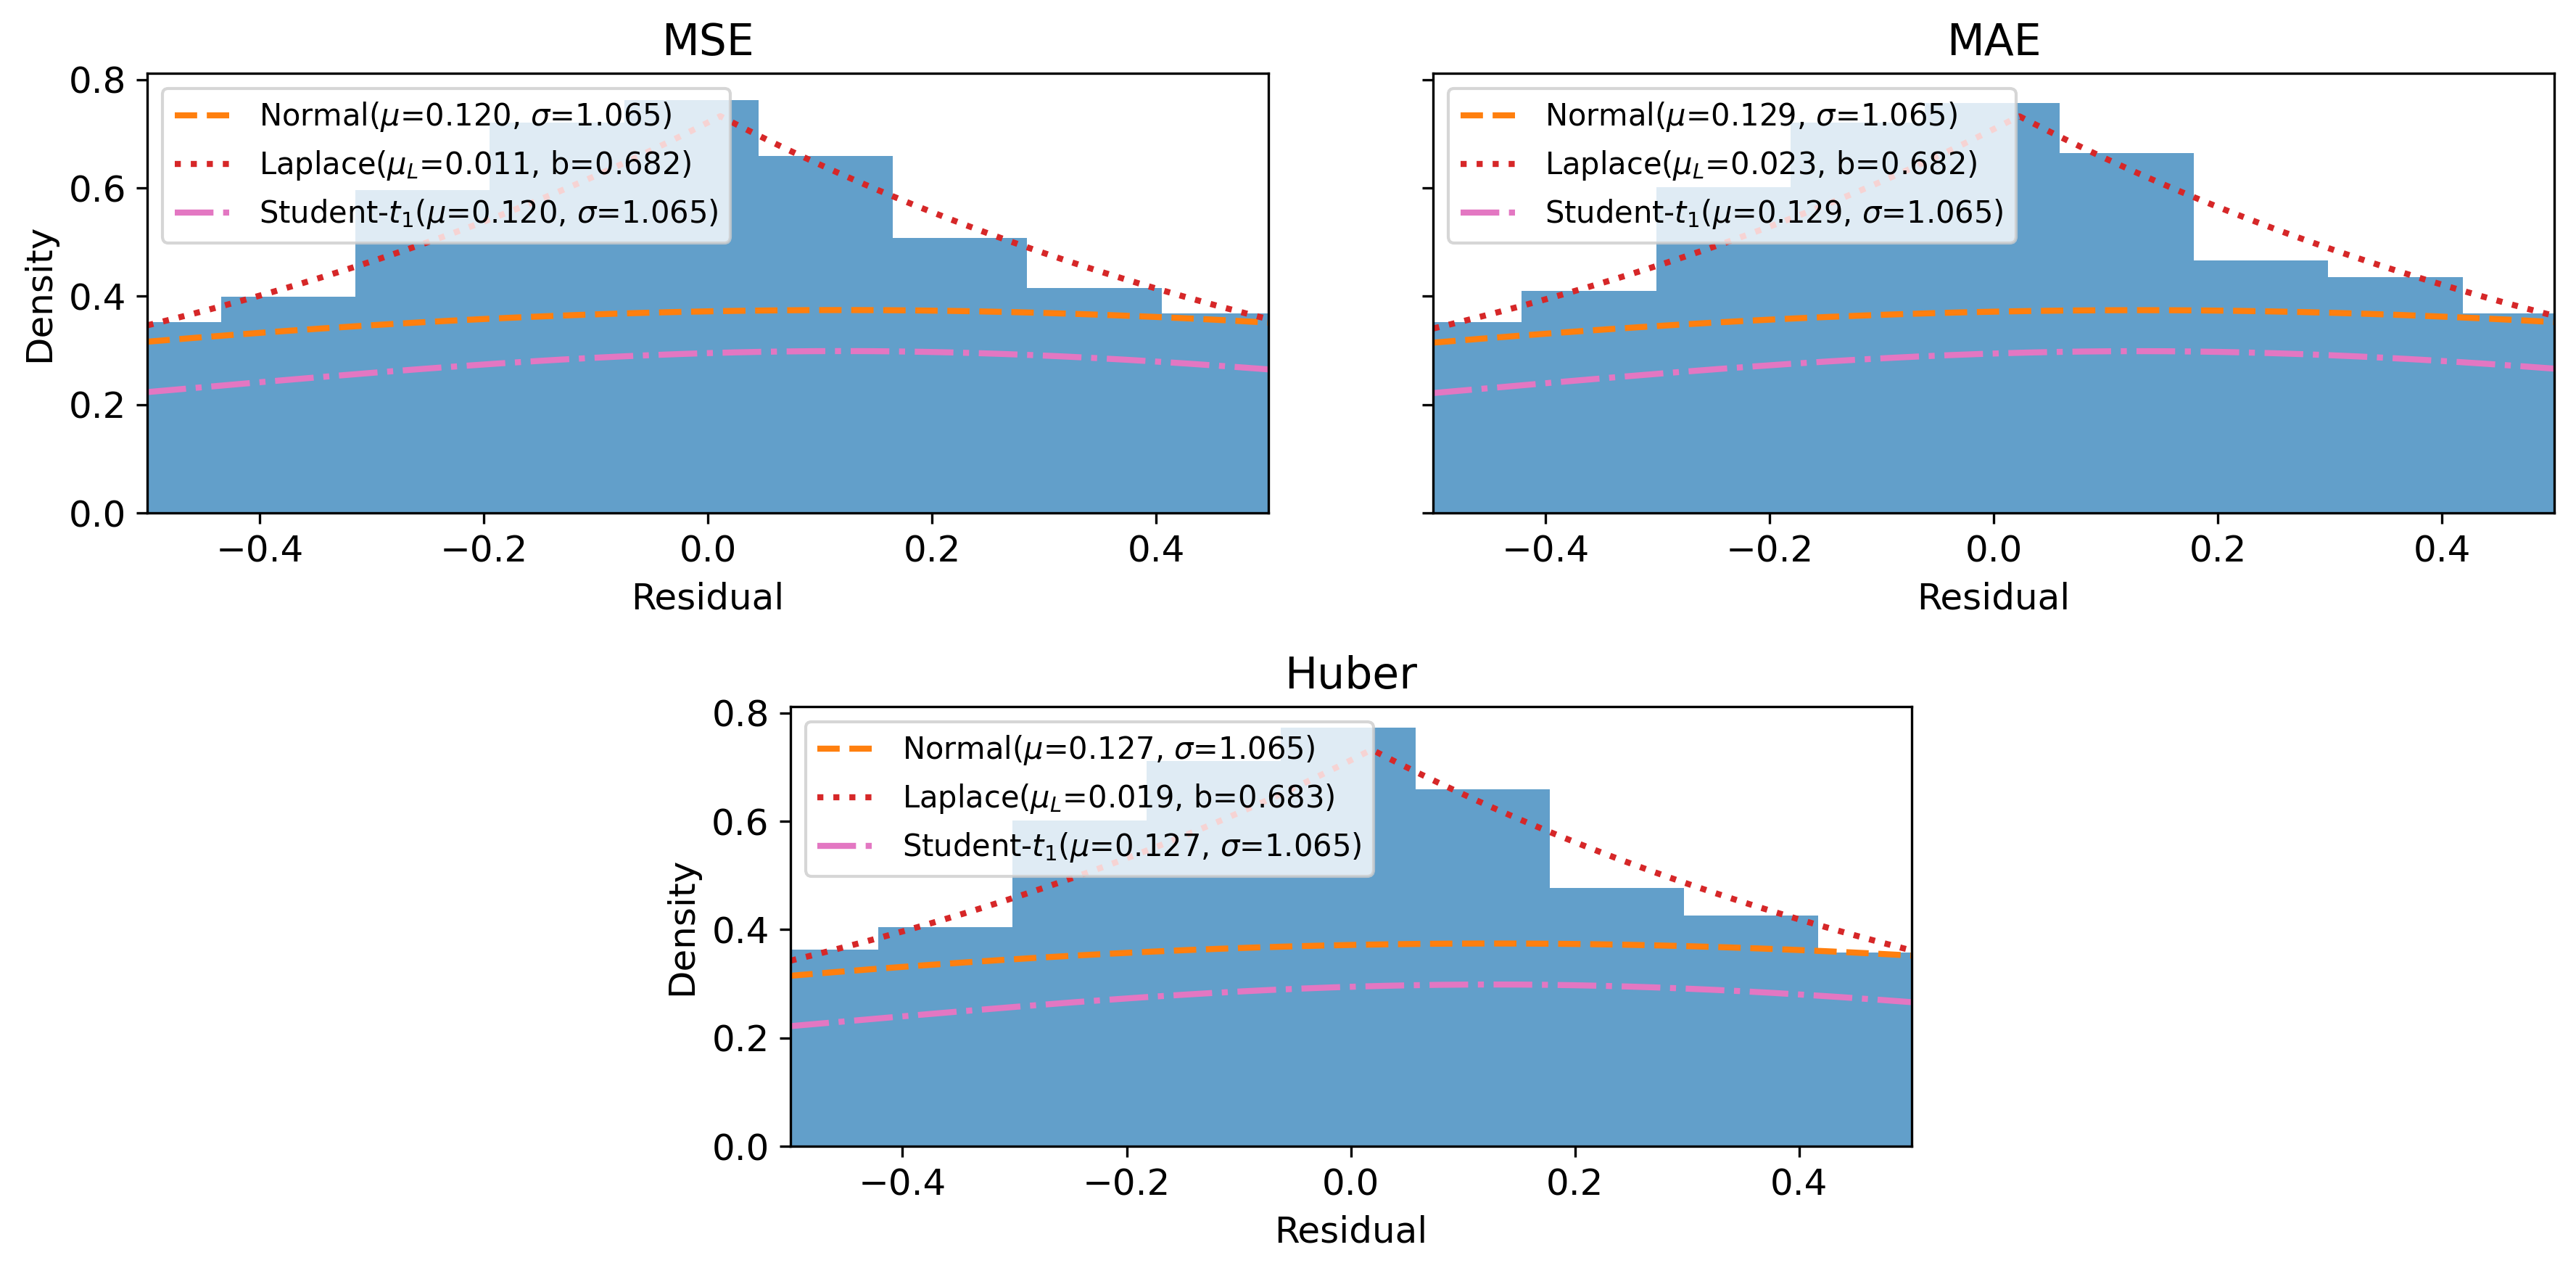 MSE
Normal(μ=0.120, σ=1.065)
Laplace(μL=0.011, b=0.682)
Student-t1(μ=0.120, σ=1.065)
0.8
0.6
0.4
0.2
0.0
Density
−0.4 −0.2 0.0 0.2 0.4
Residual
MAE
Normal(μ=0.129, σ=1.065)
Laplace(μL=0.023, b=0.682)
Student-t1(μ=0.129, σ=1.065)
−0.4 −0.2 0.0 0.2 0.4
Residual
Huber
Normal(μ=0.127, σ=1.065)
Laplace(μL=0.019, b=0.683)
Student-t1(μ=0.127, σ=1.065)
0.8
0.6
0.4
0.2
0.0
Density
−0.4 −0.2 0.0 0.2 0.4
Residual